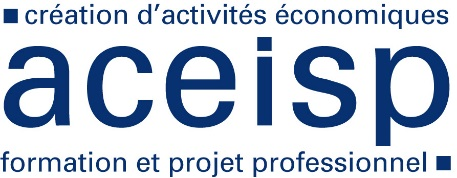 ▪ création d'activités économiques
aceisp
formation et projet professionnel ▪